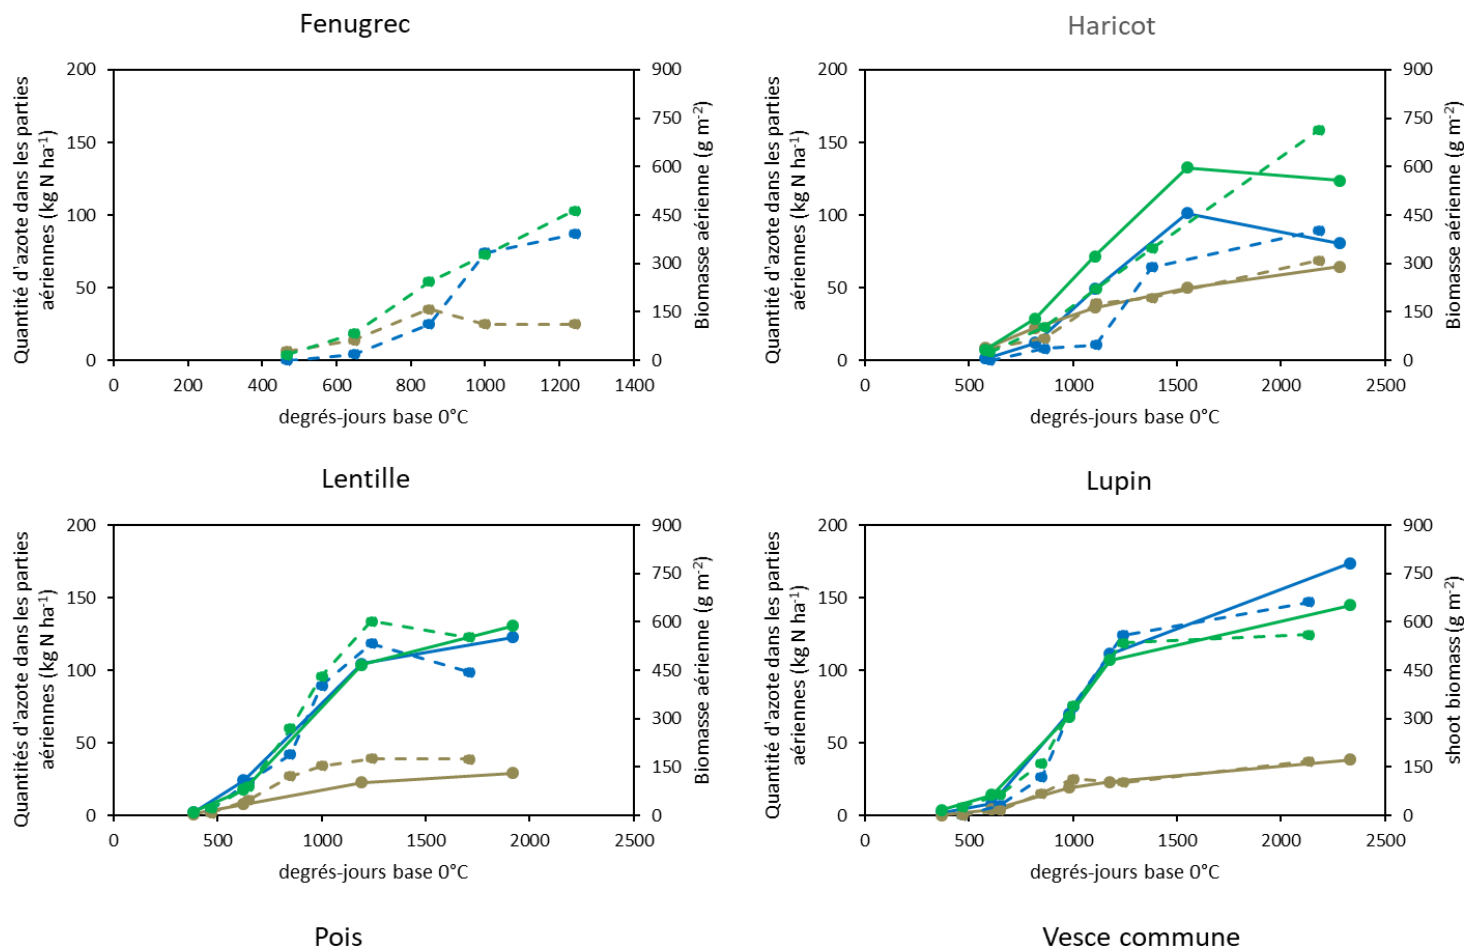 Fenugrec
Haricot
Quantité d'azote dans les parties
aériennes (kg N ha⁻¹)
200
150
100
50
0
900
750
600
450
300
150
0
Biomasse aérienne (g m⁻²)
0 200 400 600 800 1000 1200 1400
degrés-jours base 0°C
Quantité d'azote dans les parties
aériennes (kg N ha⁻¹)
200
150
100
50
0
900
750
600
450
300
150
0
Biomasse aérienne (g m⁻²)
0 500 1000 1500 2000 2500
degrés-jours base 0°C
Lentille
Lupin
Quantités d'azote dans les parties
aériennes (kg N ha⁻¹)
200
150
100
50
0
900
750
600
450
300
150
0
Biomasse aérienne (g m⁻²)
0 500 1000 1500 2000 2500
degrés-jours base 0°C
Quantité d'azote dans les parties
aériennes (kg N ha⁻¹)
200
150
100
50
0
900
750
600
450
300
150
0
shoot biomass (g m⁻²)
0 500 1000 1500 2000 2500
degrés-jours base 0°C
Pois
Vesce commune